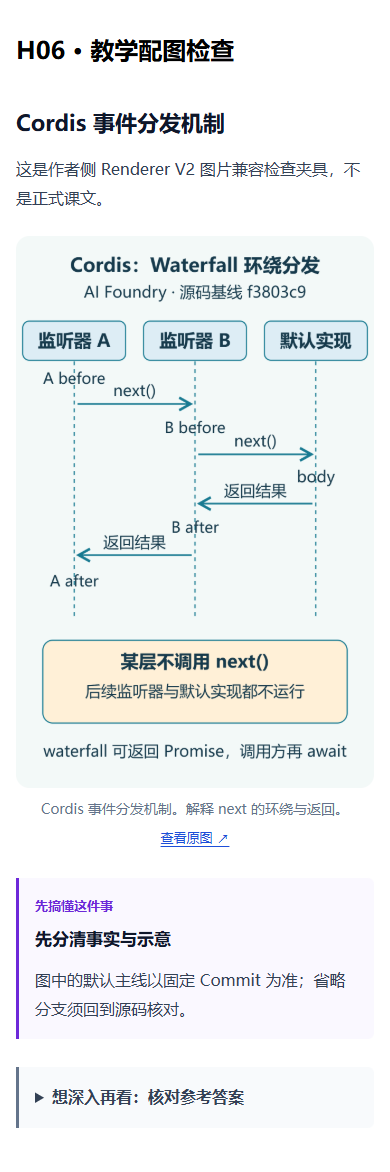 H06 • 教学配图检查
Cordis 事件分发机制
这是作者侧 Renderer V2 图片兼容检查夹具，不
是正式课文。
Cordis：Waterfall 环绕分发
AI Foundry · 源码基线 f3803c9
监听器 A 监听器 B 默认实现
A before
next()
B before
next()
body
返回结果
B after
返回结果
A after
某层不调用 next()
后续监听器与默认实现都不运行
waterfall 可返回 Promise，调用方再 await
Cordis 事件分发机制。解释 next 的环绕与返回。
查看原图 ↗
先搞懂这件事
先分清事实与示意
图中的默认主线以固定 Commit 为准；省略
分支须回到源码核对。
▶ 想深入再看：核对参考答案